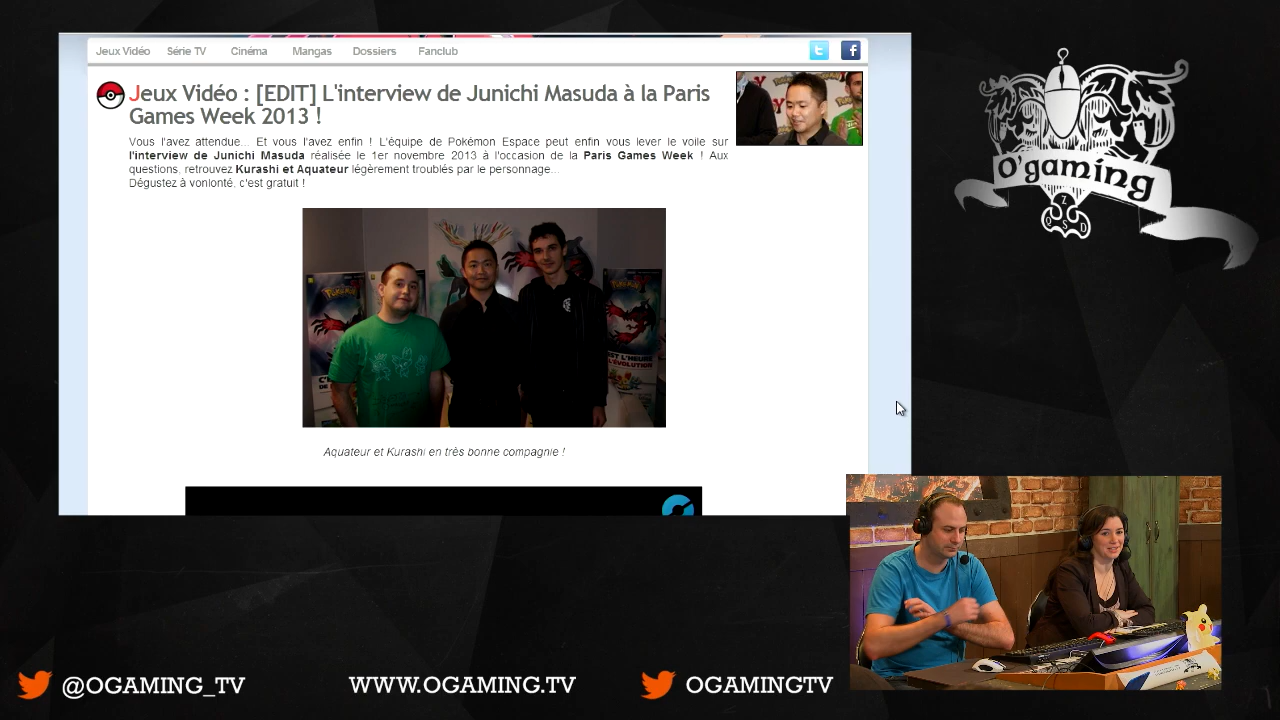 Jeux Vidéo Série TV Cinéma Mangas Dossiers Fanclub
Jeux Vidéo : [EDIT] L'interview de Junichi Masuda à la Paris
Games Week 2013 !
Vous l'avez attendue... Et vous l'avez enfin ! L'équipe de Pokémon Espace peut enfin vous lever le voile sur
l'interview de Junichi Masuda réalisée le 1er novembre 2013 à l'occasion de la Paris Games Week ! Aux
questions, retrouvez Kurashi et Aquateur légèrement troublés par le personnage...
Dégustez à vonlonté, c'est gratuit !
Aquateur et Kurashi en très bonne compagnie !
O'gaming
Z
Q S D
@OGAMING_TV
WWW.OGAMING.TV
OGAMINGTV